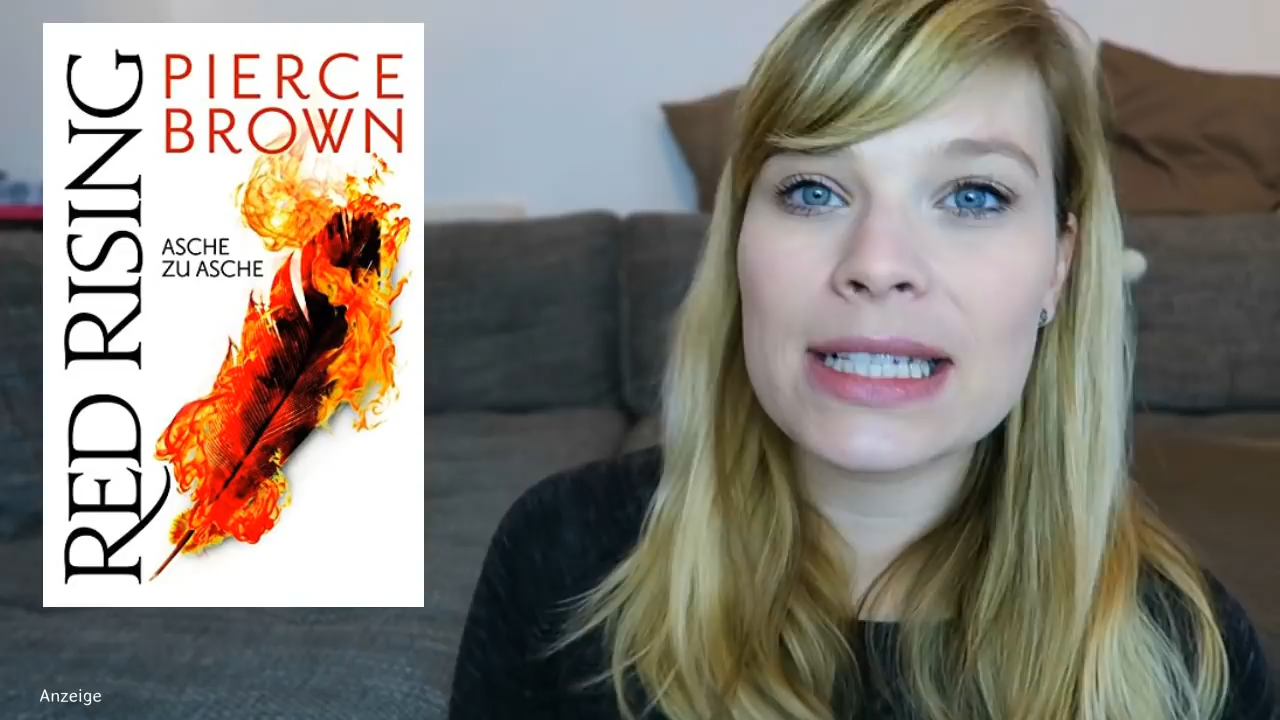 RED RISING
PIERCE
BROWN
ASCHE
ZU ASCHE
Anzeige